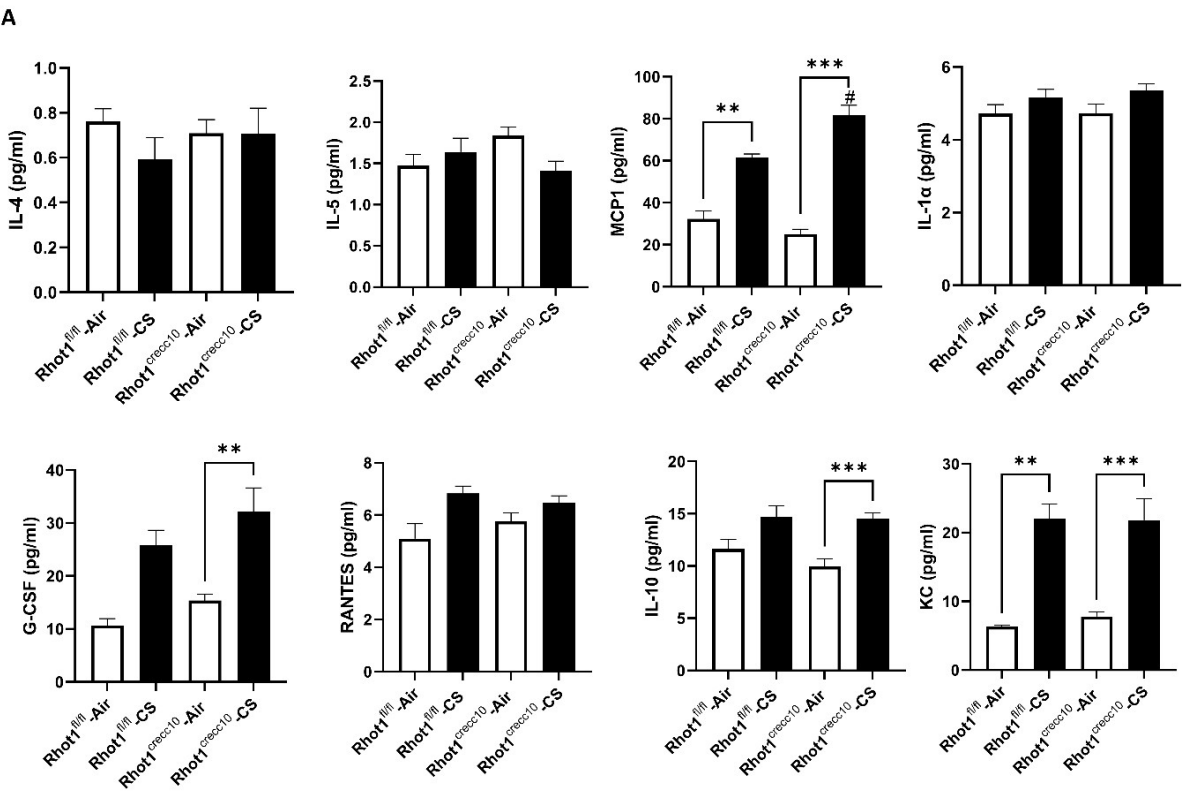 A
IL-4 (pg/ml)
1.0
0.8
0.6
0.4
0.2
0.0
Rhot1fl/fl-Air
Rhot1fl/fl-CS
Rhot1crecc10-Air
Rhot1crecc10-CS
IL-5 (pg/ml)
2.5
2.0
1.5
1.0
0.5
0.0
Rhot1fl/fl-Air
Rhot1fl/fl-CS
Rhot1crecc10-Air
Rhot1crecc10-CS
MCP1 (pg/ml)
100
80
60
40
20
0
**
***
#
Rhot1fl/fl-Air
Rhot1fl/fl-CS
Rhot1crecc10-Air
Rhot1crecc10-CS
IL-1α (pg/ml)
6
4
2
0
Rhot1fl/fl-Air
Rhot1fl/fl-CS
Rhot1crecc10-Air
Rhot1crecc10-CS
G-CSF (pg/ml)
40
30
20
10
0
**
Rhot1fl/fl-Air
Rhot1fl/fl-CS
Rhot1crecc10-Air
Rhot1crecc10-CS
RANTES (pg/ml)
8
6
4
2
0
Rhot1fl/fl-Air
Rhot1fl/fl-CS
Rhot1crecc10-Air
Rhot1crecc10-CS
IL-10 (pg/ml)
20
15
10
5
0
***
Rhot1fl/fl-Air
Rhot1fl/fl-CS
Rhot1crecc10-Air
Rhot1crecc10-CS
KC (pg/ml)
30
20
10
0
**
***
Rhot1fl/fl-Air
Rhot1fl/fl-CS
Rhot1crecc10-Air
Rhot1crecc10-CS